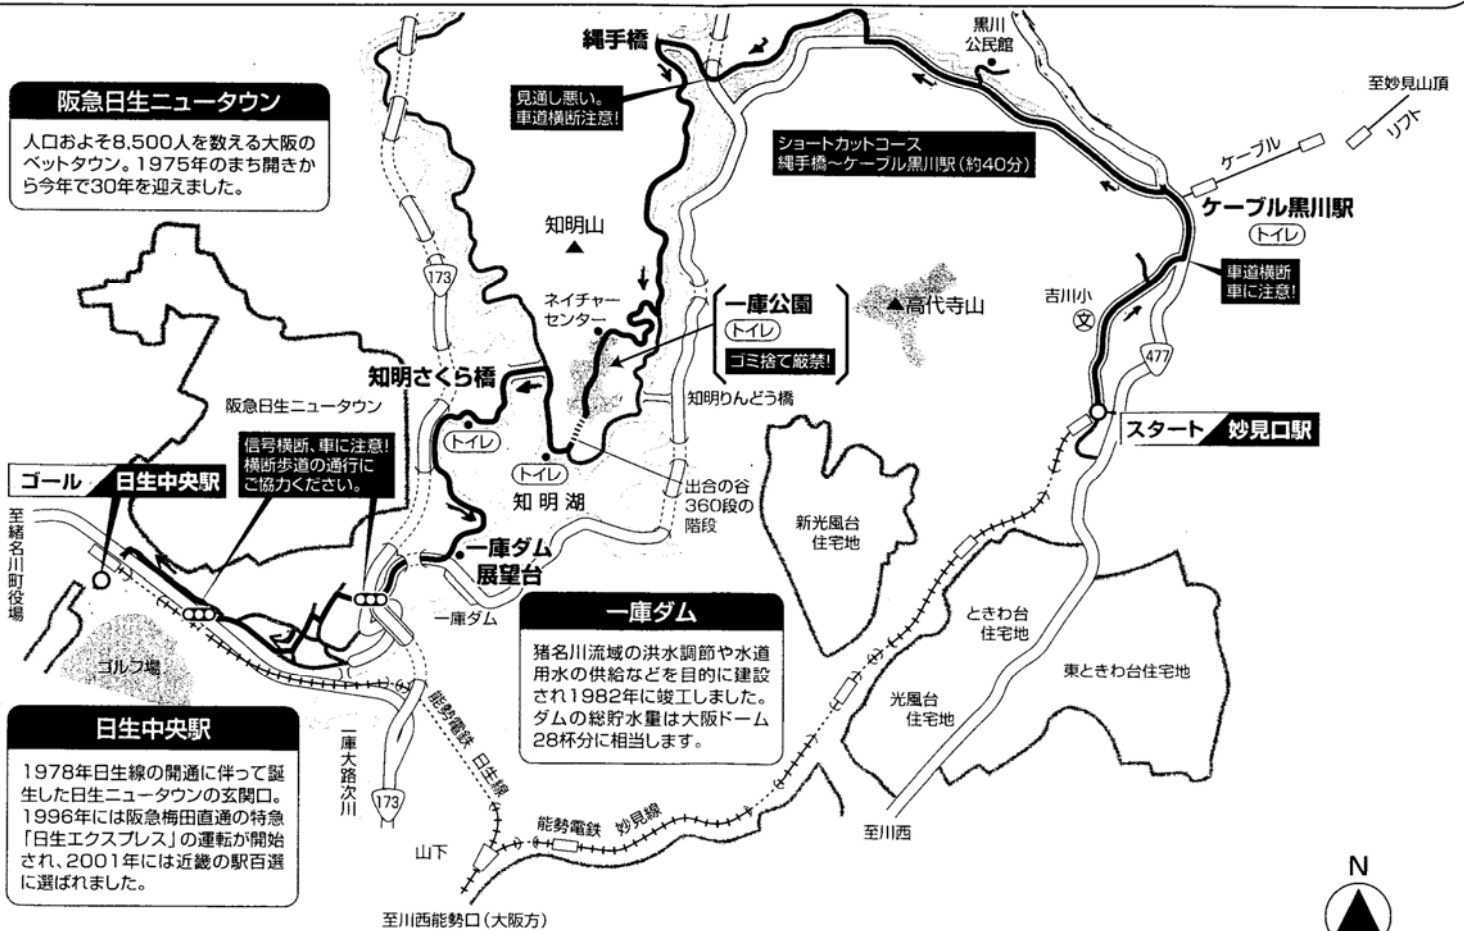 縄手橋
黒川
公民館
至妙見山頂
リフト
ケーブル
阪急日生ニュータウン
人口およそ8,500人を数える大阪の
ベットタウン。1975年のまち開きか
ら今年で30年を迎えました。
見通し悪い。
車道横断注意!
ショートカットコース
縄手橋〜ケーブル黒川駅(約40分)
ケーブル黒川駅
トイレ
車道横断
車に注意!
知明山
173
ネイチャー
センター
一庫公園
トイレ
ゴミ捨て厳禁!
高代寺山
吉川小
文
477
知明さくら橋
阪急日生ニュータウン
知明りんどう橋
スタート 妙見口駅
信号横断、車に注意!
横断歩道の通行に
ご協力ください。
トイレ
トイレ
知明湖
ゴール 日生中央駅
出合の谷
360段の
階段
新光風台
住宅地
至緒名川町役場
一庫ダム
展望台
一庫ダム
ゴルフ場
一庫ダム
猪名川流域の洪水調節や水道
用水の供給などを目的に建設
され1982年に竣工しました。
ダムの総貯水量は大阪ドーム
28杯分に相当します。
ときわ台
住宅地
東ときわ台住宅地
光風台
住宅地
日生中央駅
1978年日生線の開通に伴って誕
生した日生ニュータウンの玄関口。
1996年には阪急梅田直通の特急
「日生エクスプレス」の運転が開始
され、2001年には近畿の駅百選
に選ばれました。
一庫大路次川
173
能勢電鉄 日生線
能勢電鉄 妙見線
山下
至川西
至川西能勢口(大阪方)
N